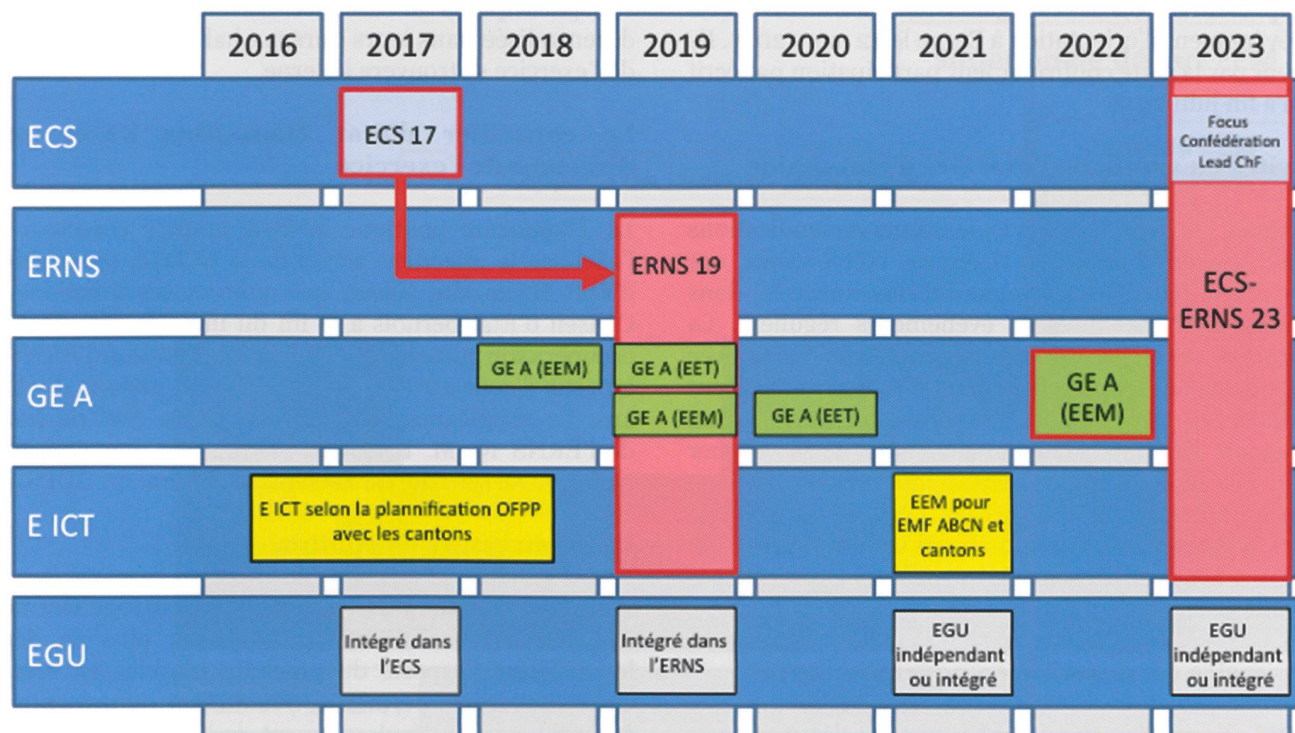 2016 2017 2018 2019 2020 2021 2022 2023
ECS
ECS 17
Focus
Confédération
Lead ChF
ERNS
ERNS 19
ECS-
ERNS 23
GE A
GE A (EEM)
GE A (EET)
GE A (EEM)
GE A (EET)
GE A
(EEM)
E ICT
E ICT selon la plannification OFPP
avec les cantons
EEM pour
EMF ABCN et
cantons
EGU
Intégré dans
l'ECS
Intégré dans
l'ERNS
EGU
indépendant
ou intégré
EGU
indépendant
ou intégré